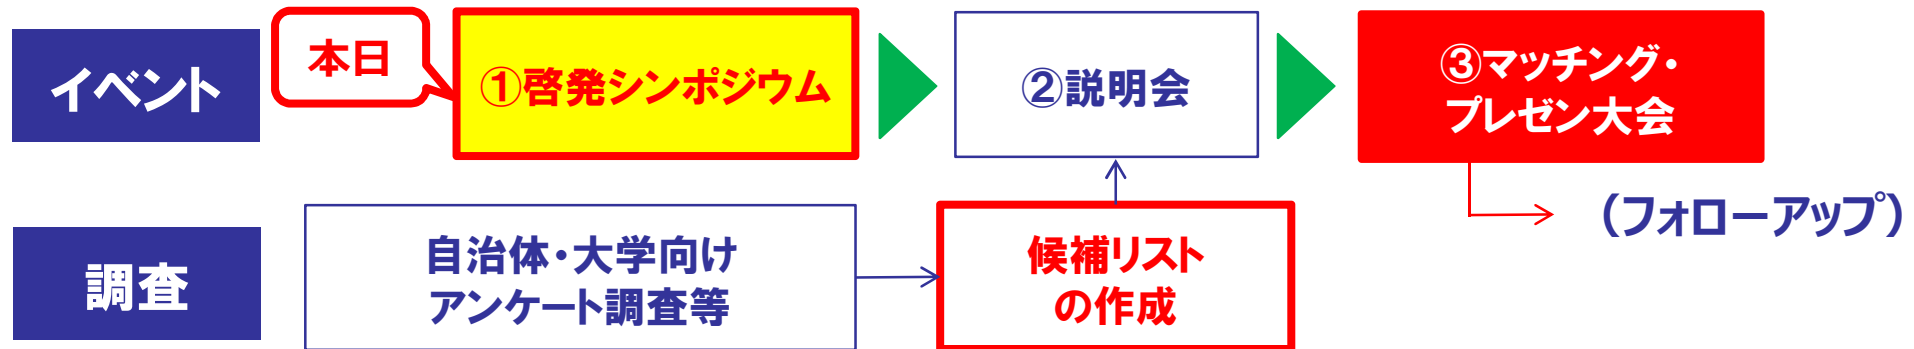 イベント
本日
①啓発シンポジウム
②説明会
③マッチング・
プレゼン大会
(フォローアップ)
調査
自治体・大学向け
アンケート調査等
候補リスト
の作成